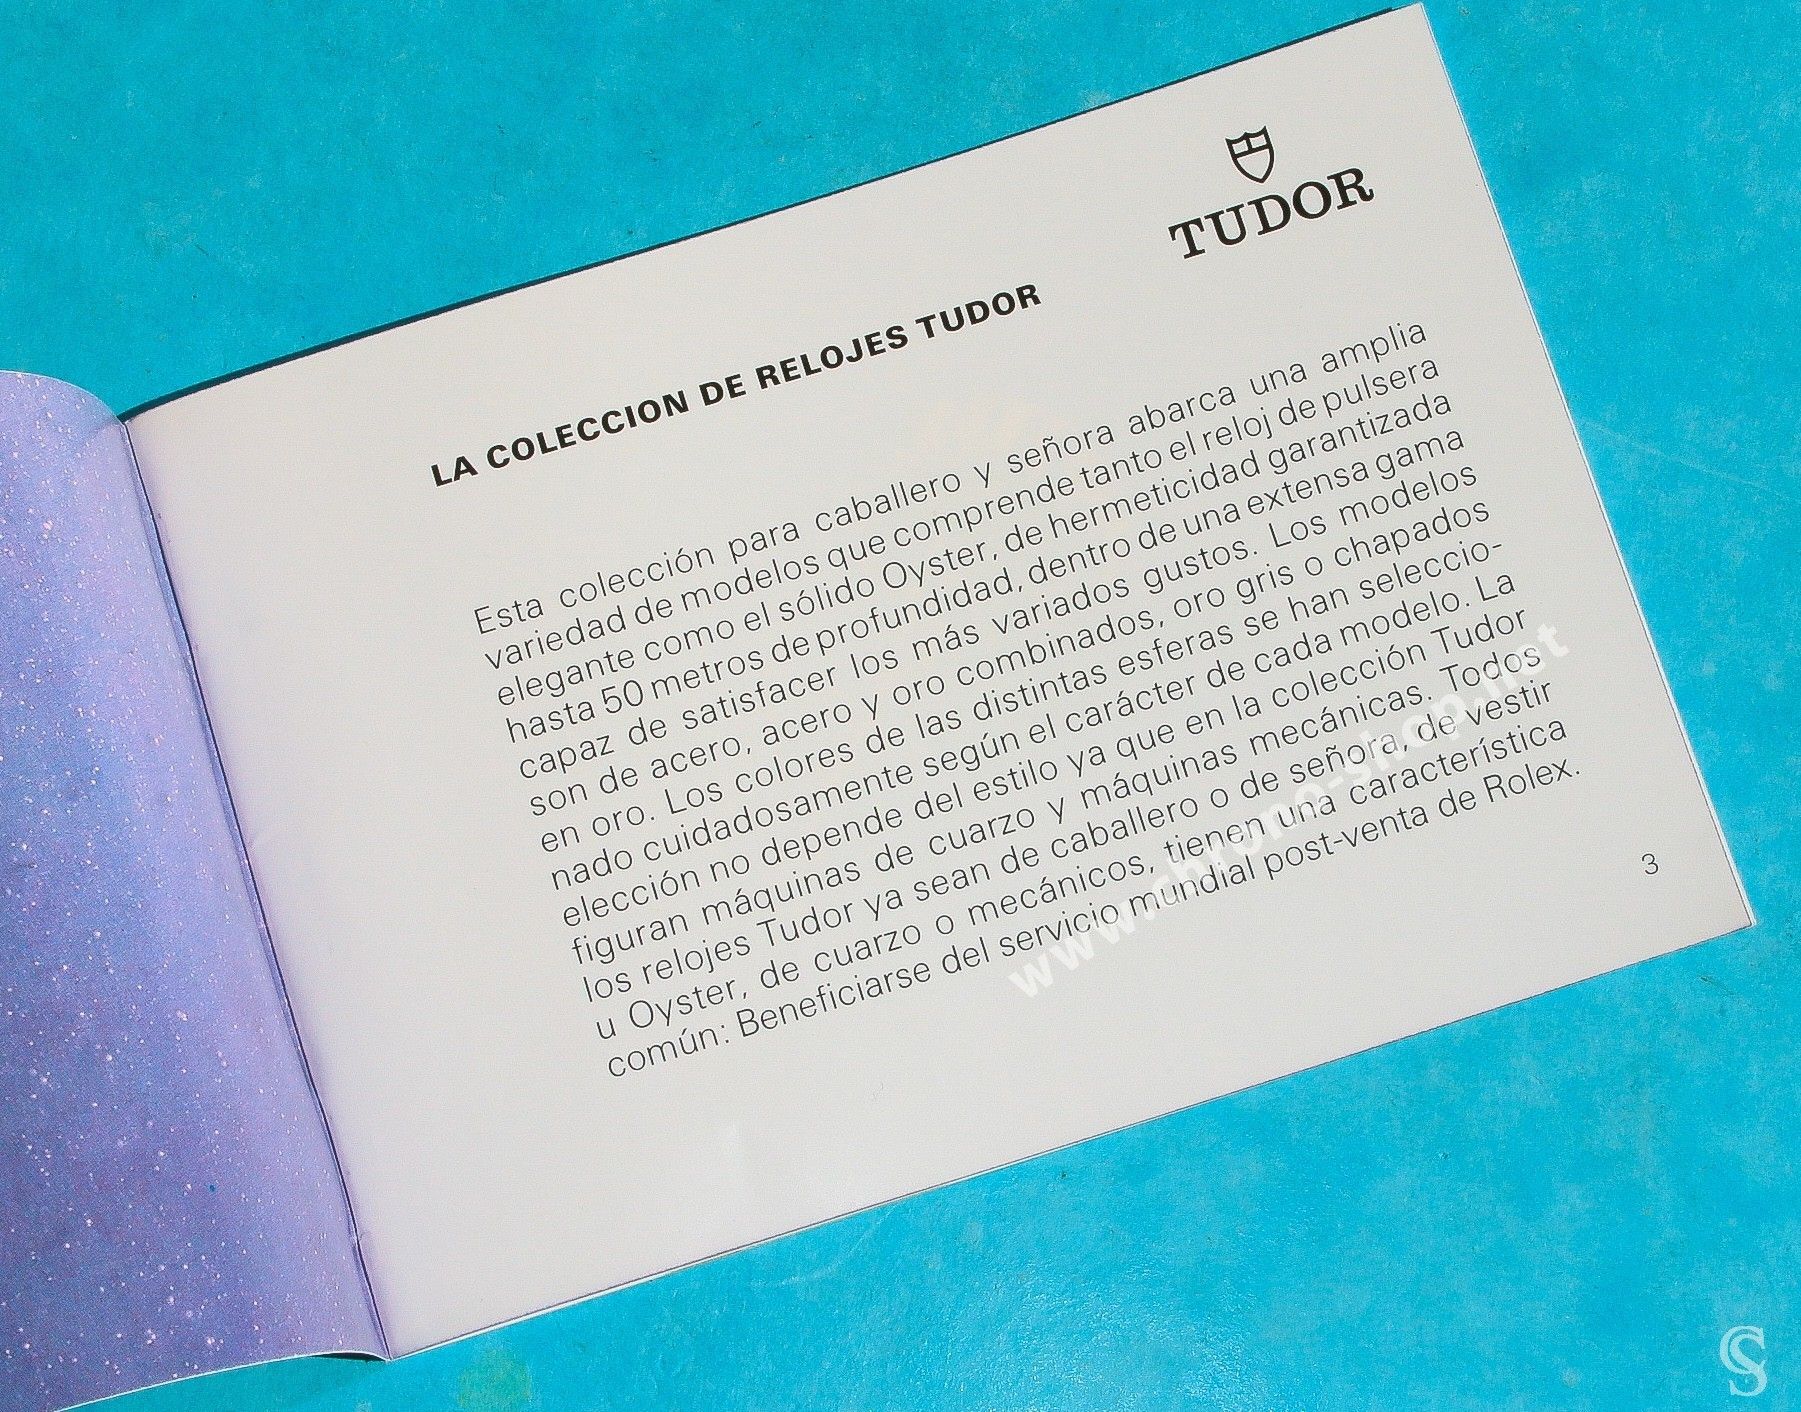 TUDOR
LA COLECCION DE RELOJES TUDOR
Esta colección para caballero y señora abarca una amplia
variedad de modelos que comprende tanto el reloj de pulsera
elegante como el sólido Oyster, de hermeticidad garantizada
hasta 50 metros de profundidad, dentro de una extensa gama
capaz de satisfacer los más variados gustos. Los modelos
son de acero, acero y oro combinados, oro gris o chapados
en oro. Los colores de las distintas esferas se han seleccio-
nado cuidadosamente según el carácter de cada modelo. La
elección no depende del estilo ya que en la colección Tudor
figuran máquinas de cuarzo y máquinas mecánicas. Todos
los relojes Tudor ya sean de caballero o de señora, de vestir
u Oyster, de cuarzo o mecánicos, tienen una característica
común: Beneficiarse del servicio mundial post-venta de Rolex.
3
www.chrono-shop.net